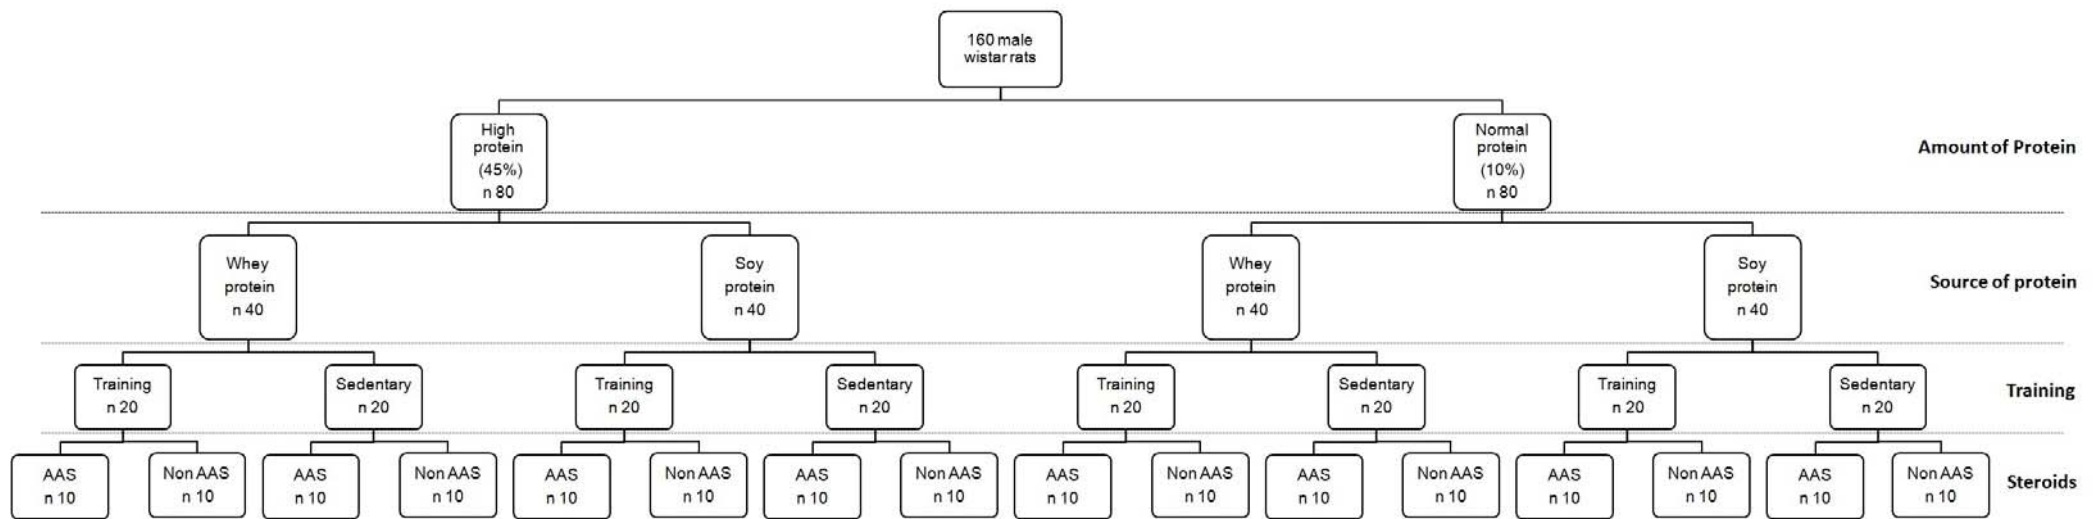 160 male
wistar rats
High
protein
(45%)
n 80
Normal
protein
(10%)
n 80
Amount of Protein
Whey
protein
n 40
Soy
protein
n 40
Whey
protein
n 40
Soy
protein
n 40
Source of protein
Training
n 20
Sedentary
n 20
Training
n 20
Sedentary
n 20
Training
n 20
Sedentary
n 20
Training
n 20
Sedentary
n 20
Training
AAS
n 10
Non AAS
n 10
AAS
n 10
Non AAS
n 10
AAS
n 10
Non AAS
n 10
AAS
n 10
Non AAS
n 10
AAS
n 10
Non AAS
n 10
AAS
n 10
Non AAS
n 10
AAS
n 10
Non AAS
n 10
AAS
n 10
Non AAS
n 10
Steroids